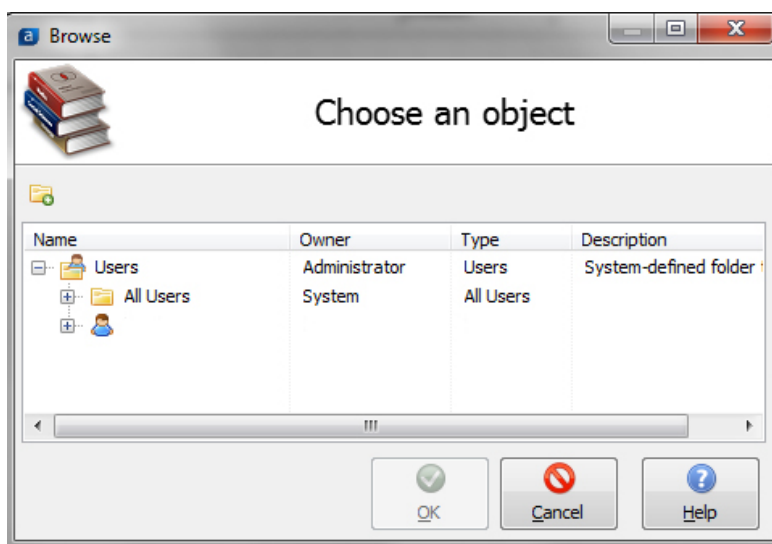 Browse
Choose an object
Name Owner Type Description
Users Administrator Users System-defined folder
All Users System All Users
OK Cancel Help